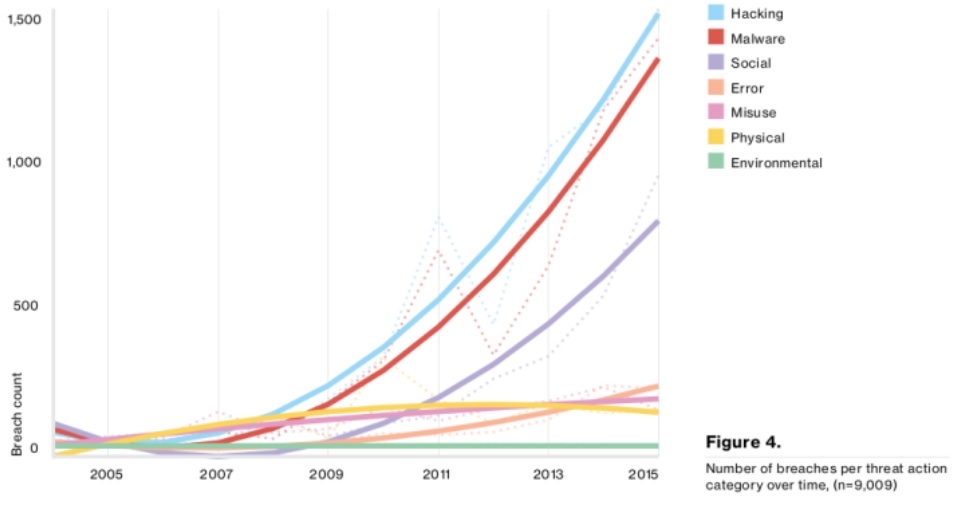 1,500
1,000
500
0
Breach count
2005
2007
2009
2011
2013
2015
Hacking
Malware
Social
Error
Misuse
Physical
Environmental
Figure 4.
Number of breaches per threat action
category over time, (n=9,009)